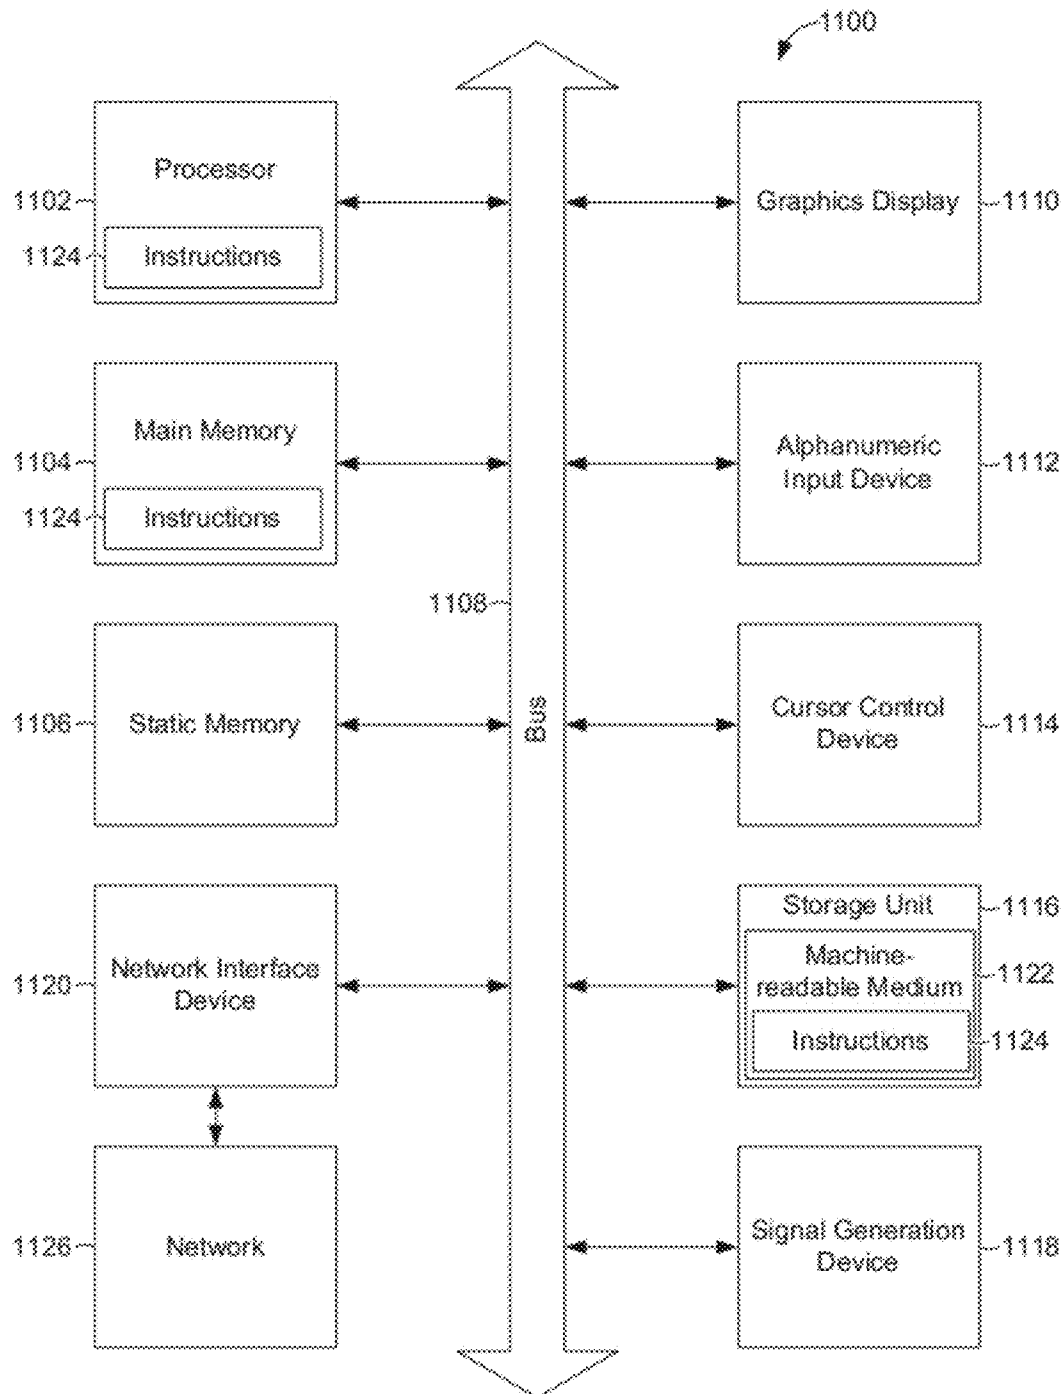 1100
Processor
1102
1124
Instructions
Graphics Display
1110
Main Memory
1104
1124
Instructions
Alphanumeric
Input Device
1112
1108
Static Memory
1106
Bus
Cursor Control
Device
1114
Network Interface
Device
1120
Storage Unit
1116
Machine-
readable Medium
1122
Instructions
1124
Network
1126
Signal Generation
Device
1118